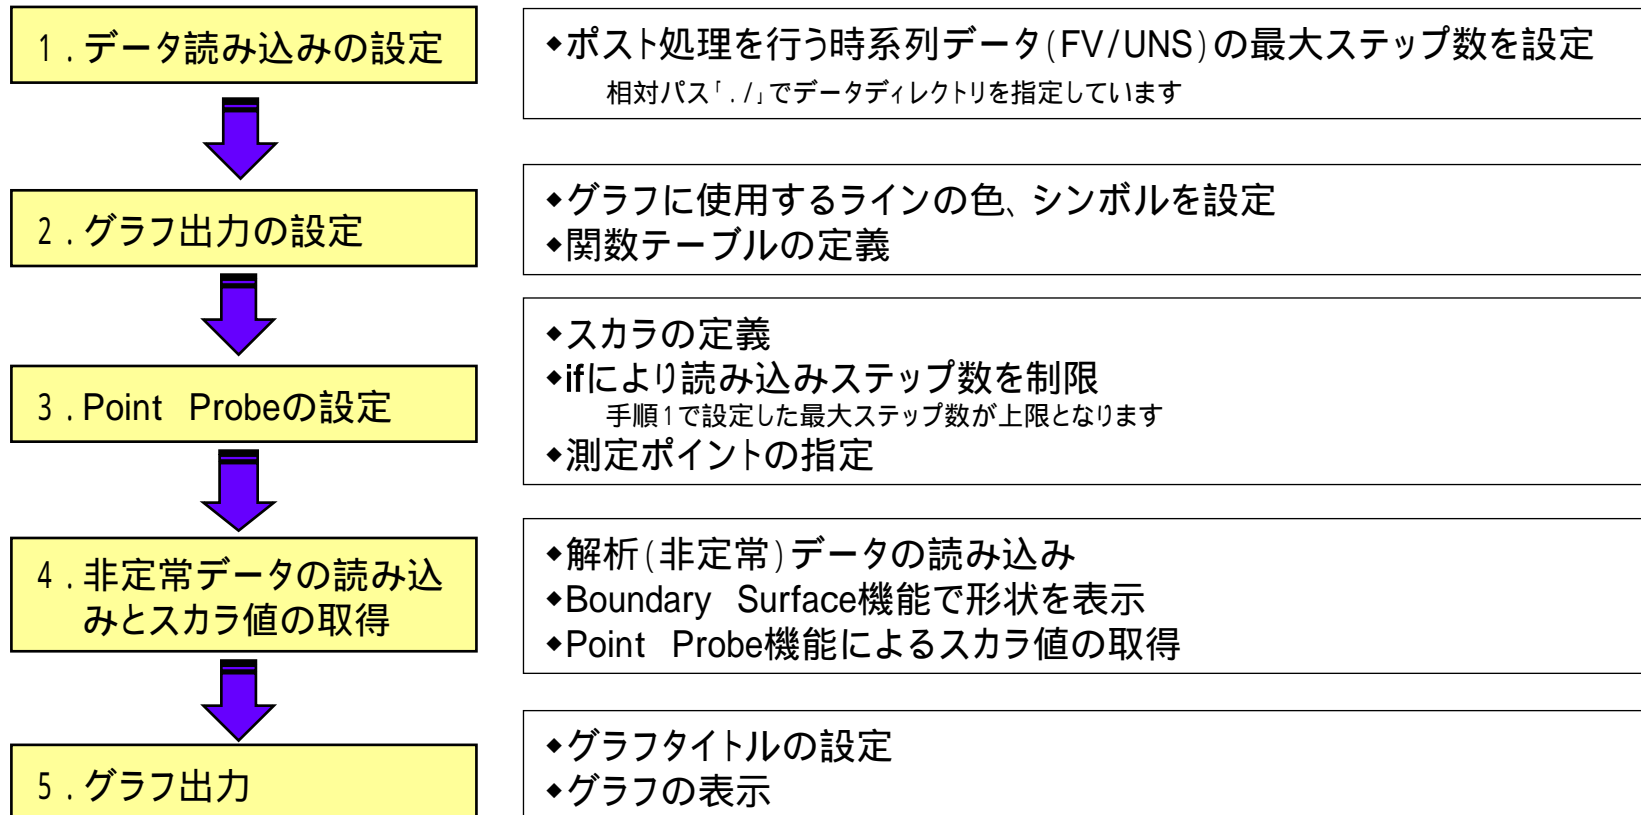 1．データ読み込みの設定
◆ポスト処理を行う時系列データ(FV/UNS)の最大ステップ数を設定
相対パス「./」でデータディレクトリを指定しています
2．グラフ出力の設定
◆グラフに使用するラインの色、シンボルを設定
◆関数テーブルの定義
3．Point Probeの設定
◆スカラの定義
◆ifにより読み込みステップ数を制限
手順1で設定した最大ステップ数が上限となります
◆測定ポイントの指定
4．非定常データの読み込
みとスカラ値の取得
◆解析(非定常)データの読み込み
◆Boundary Surface機能で形状を表示
◆Point Probe機能によるスカラ値の取得
5．グラフ出力
◆グラフタイトルの設定
◆グラフの表示